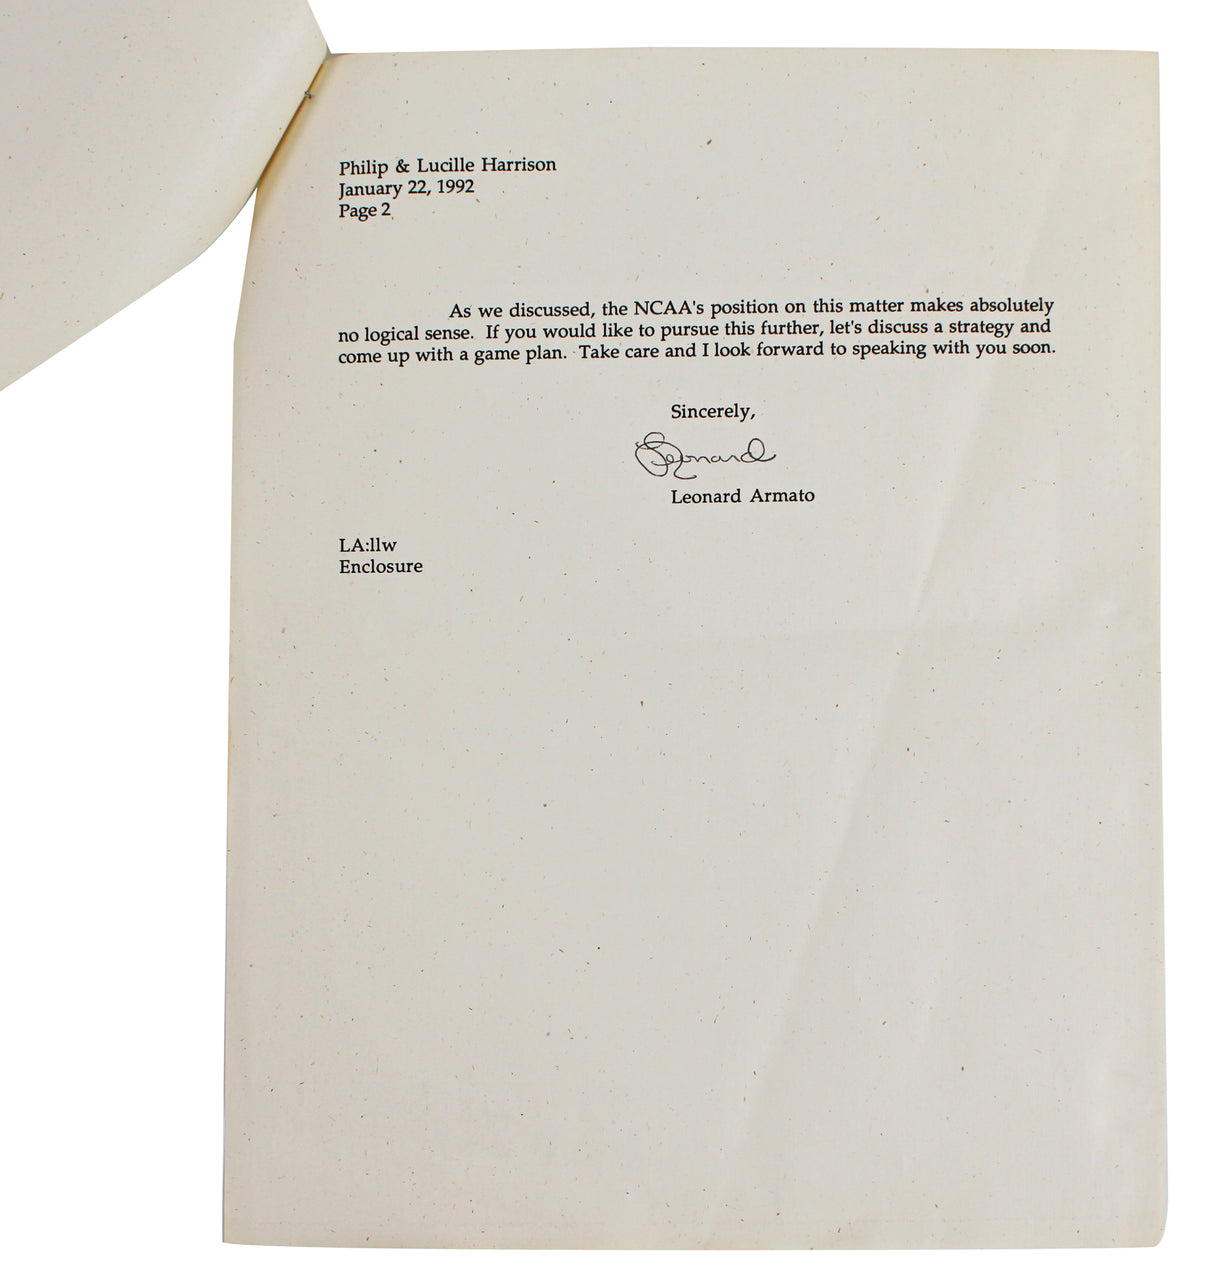 Philip & Lucille Harrison
January 22, 1992
Page 2
As we discussed, the NCAA's position on this matter makes absolutely
no logical sense. If you would like to pursue this further, let's discuss a strategy and
come up with a game plan. Take care and I look forward to speaking with you soon.
Sincerely,
Leonard
Leonard Armato
LA:llw
Enclosure